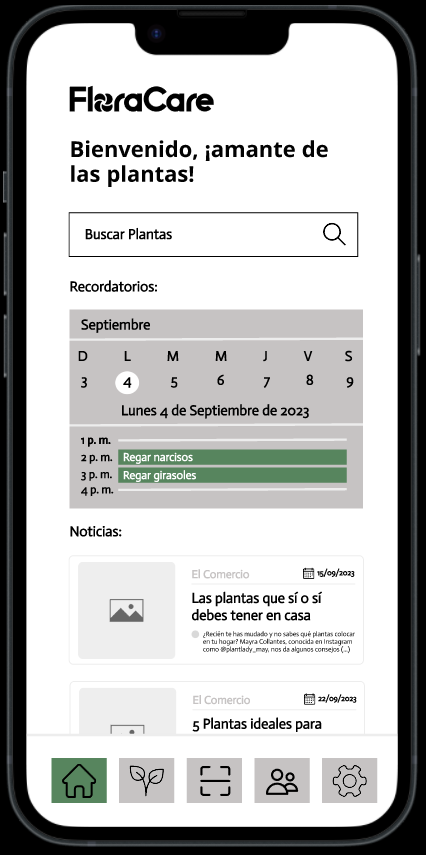 FloraCare
Bienvenido, ¡amante de
las plantas!
Buscar Plantas
Recordatorios:
Septiembre
D L M M J V S
3 4 5 6 7 8 9
Lunes 4 de Septiembre de 2023
1 p. m.
2 p. m. Regar narcisos
3 p. m. Regar girasoles
4 p. m.
Noticias:
El Comercio 15/09/2023
Las plantas que sí o sí
debes tener en casa
¿Recién te has mudado y no sabes qué plantas colocar
en tu hogar? Mayra Collantes, conocida en Instagram
como @plantlady_may, nos da algunos consejos (...)
El Comercio 22/09/2023
5 Plantas ideales para